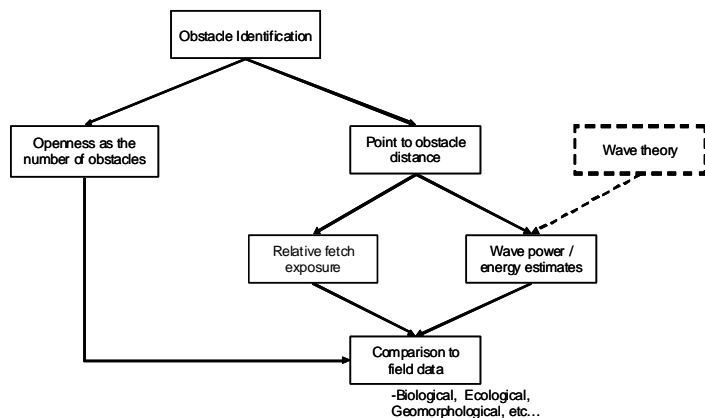 Obstacle Identification
Openness as the
number of obstacles
Point to obstacle
distance
Wave theory
Relative fetch
exposure
Wave power /
energy estimates
Comparison to
field data
-Biological, Ecological,
Geomorphological, etc...